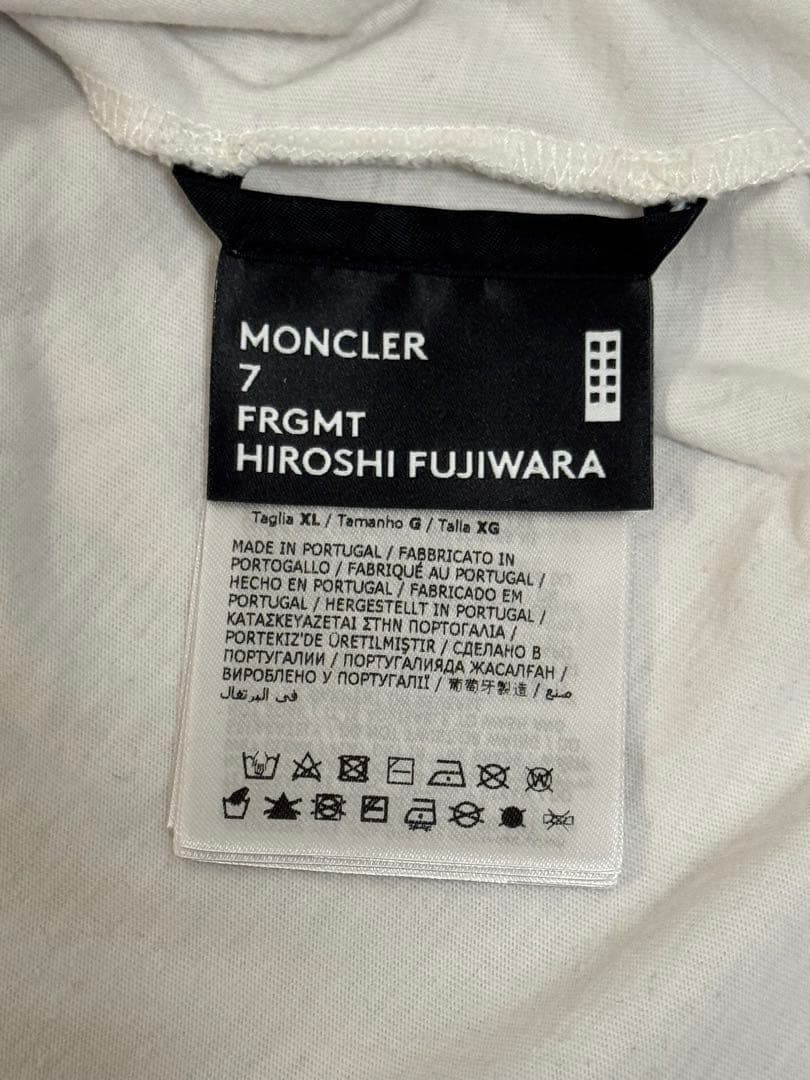 MONCLER
7
FRGMT
HIROSHI FUJIWARA
Taglia XL / Tamanho G / Talla XG
MADE IN PORTUGAL / FABBRICATO IN
PORTOGALLO / FABRIQUÉ AU PORTUGAL /
HECHO EN PORTUGAL / FABRICADO EM
PORTUGAL / HERGESTELLT IN PORTUGAL /
ΚΑΤΑΣΚΕΥΑΖΕΤΑΙ ΣΤΗΝ ΠΟΡΤΟΓΑΛΙΑ /
PORTEKIZ'DE ÜRETILMIŞTIR / СДЕЛАНО В
ПОРТУГАЛИИ / ПОРТУГАЛИЯДА ЖАСАЛҒАН /
ВИРОБЛЕНО У ПОРТУГАЛІЇ / 葡萄牙製造 / صنع
في البرتغال